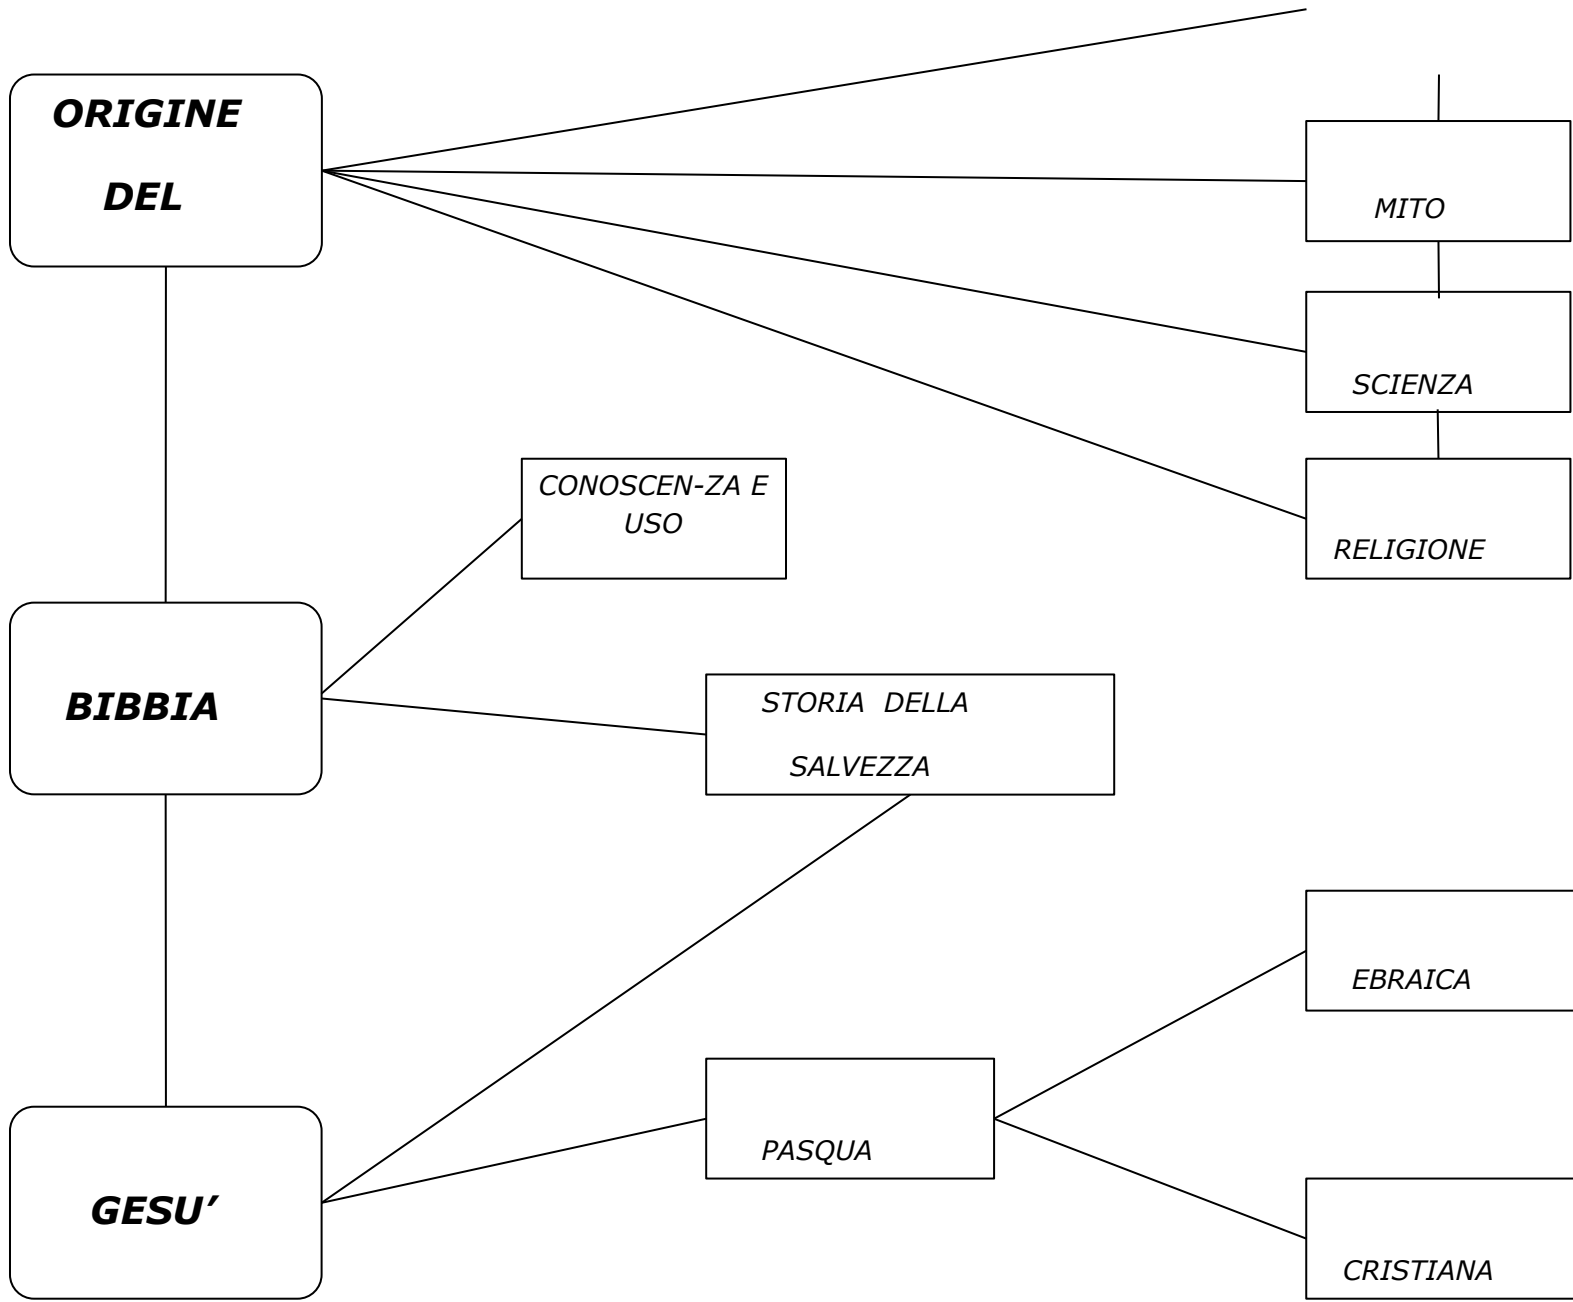 ORIGINE
DEL
MITO
SCIENZA
CONOSCEN-ZA E
USO
RELIGIONE
BIBBIA
STORIA DELLA
SALVEZZA
EBRAICA
PASQUA
GESU’
CRISTIANA